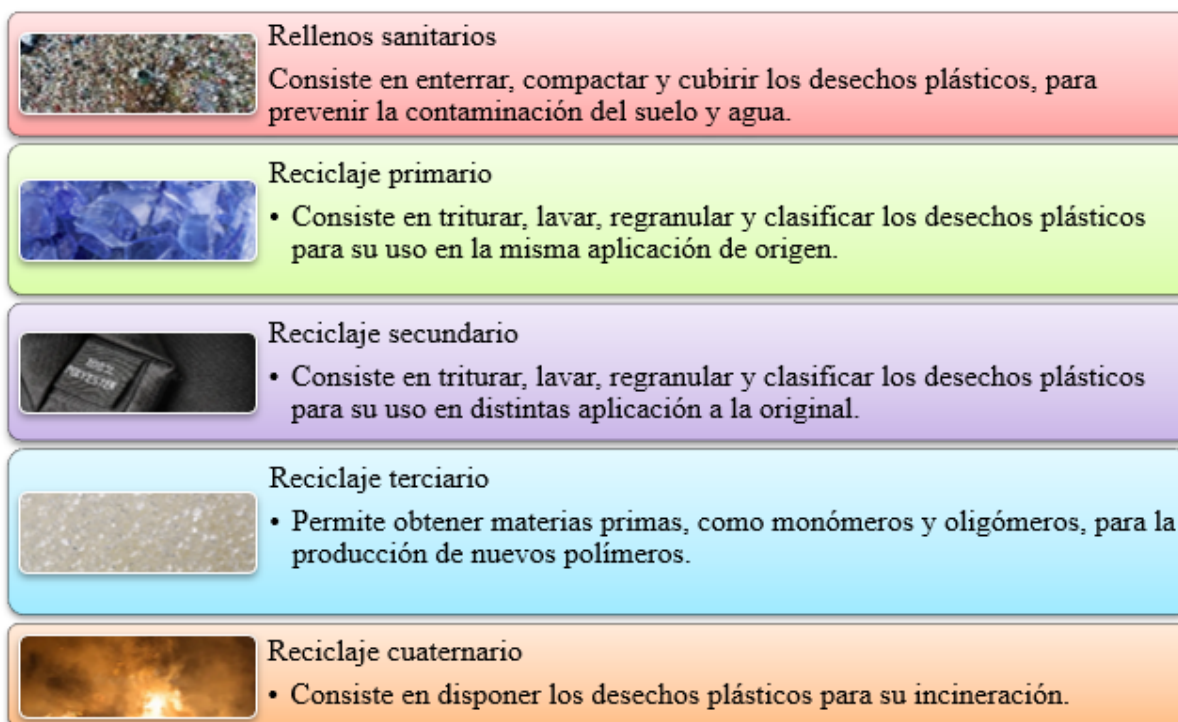 Rellenos sanitarios
Consiste en enterrar, compactar y cubirir los desechos plásticos, para
prevenir la contaminación del suelo y agua.
Reciclaje primario
• Consiste en triturar, lavar, regranular y clasificar los desechos plásticos
para su uso en la misma aplicación de origen.
Reciclaje secundario
• Consiste en triturar, lavar, regranular y clasificar los desechos plásticos
para su uso en distintas aplicación a la original.
100%
POLYESTER
Reciclaje terciario
• Permite obtener materias primas, como monómeros y oligómeros, para la
producción de nuevos polímeros.
Reciclaje cuaternario
• Consiste en disponer los desechos plásticos para su incineración.